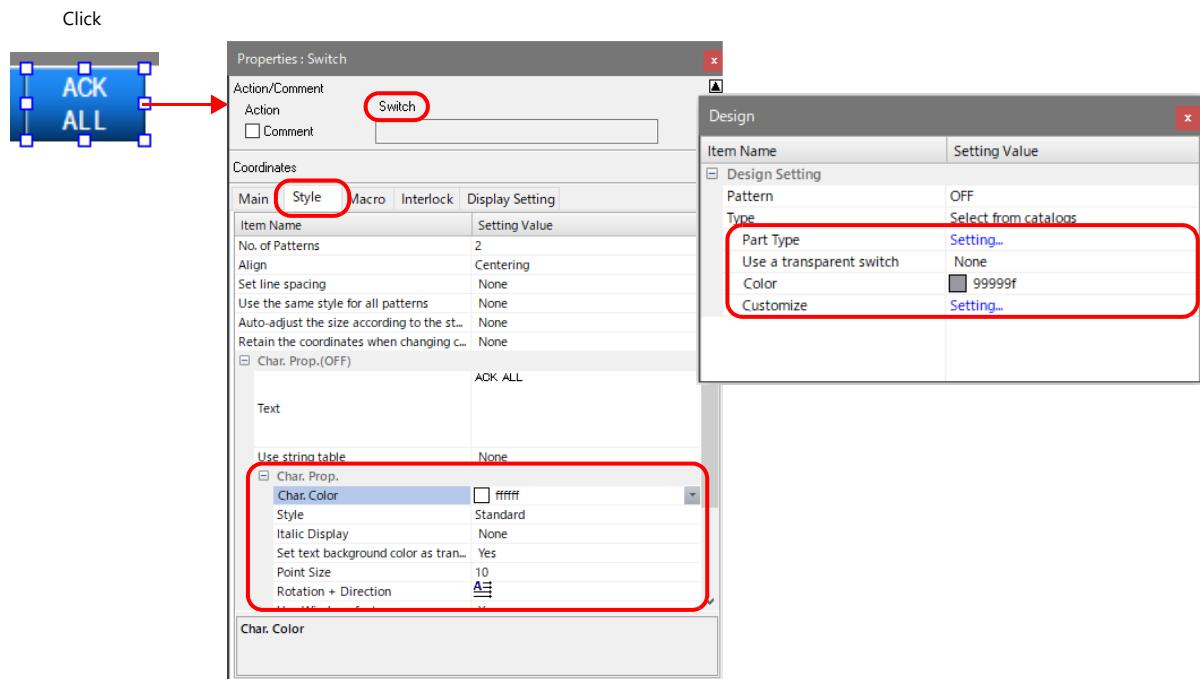 Click
ACK
ALL
Properties : Switch
x
Action/Comment
Action Switch
Comment
Coordinates
Main Style Macro Interlock Display Setting
Item Name Setting Value
No. of Patterns 2
Align Centering
Set line spacing None
Use the same style for all patterns None
Auto-adjust the size according to the st... None
Retain the coordinates when changing c... None
Char. Prop.(OFF)
ACK ALL
Text
Use string table None
Char. Prop.
Char. Color ffffff
Style Standard
Italic Display None
Set text background color as tran... Yes
Point Size 10
Rotation + Direction A
Char. Color
Design
x
Item Name Setting Value
Design Setting
Pattern OFF
Type Select from catalogs
Part Type Setting...
Use a transparent switch None
Color 99999f
Customize Setting...